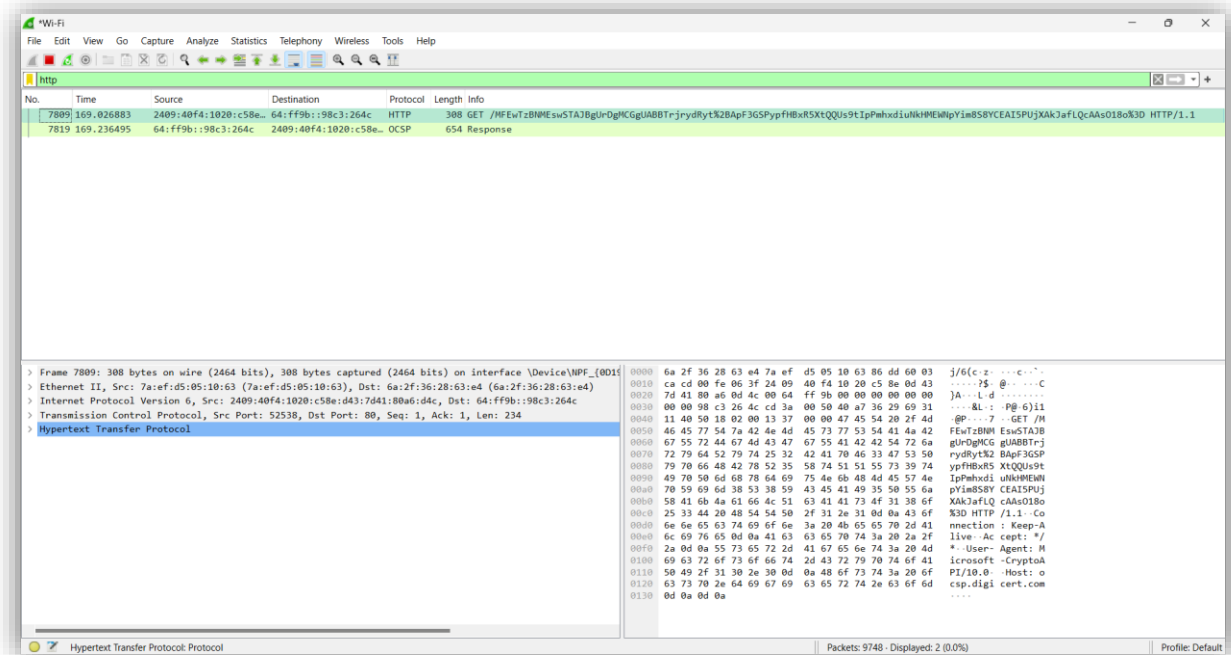 *Wi-Fi
File Edit View Go Capture Analyze Statistics Telephony Wireless Tools Help
http
No. Time Source Destination Protocol Length Info
7809 169.026883 2409:40f4:1020:c58e… 64:ff9b::98c3:264c HTTP 308 GET /MFEwTzBNMEswSTAJBgUrDgMCGgUABBTrjrydRyt%2BApF3GSPypfHBxR5XtQQUs9tIpPmhxdiuNkHMEWNpYim8S8YCEAI5PUjXAkJafLQcAAsO18o%3D HTTP/1.1
7819 169.236495 64:ff9b::98c3:264c 2409:40f4:1020:c58e… OCSP 654 Response
> Frame 7809: 308 bytes on wire (2464 bits), 308 bytes captured (2464 bits) on interface \Device\NPF_{0D19
> Ethernet II, Src: 7a:ef:d5:05:10:63 (7a:ef:d5:05:10:63), Dst: 6a:2f:36:28:63:e4 (6a:2f:36:28:63:e4)
> Internet Protocol Version 6, Src: 2409:40f4:1020:c58e:d43:7d41:80a6:d4c, Dst: 64:ff9b::98c3:264c
> Transmission Control Protocol, Src Port: 52538, Dst Port: 80, Seq: 1, Ack: 1, Len: 234
> Hypertext Transfer Protocol
0000 6a 2f 36 28 63 e4 7a ef d5 05 10 63 86 dd 60 03 j/6(c·z· ···c··`·
0010 ca cd 00 fe 06 3f 24 09 40 f4 10 20 c5 8e 0d 43 ·····?$· @·· ···C
0020 7d 41 80 a6 0d 4c 00 64 ff 9b 00 00 00 00 00 00 }A···L·d ········
0030 00 00 98 c3 26 4c cd 3a 00 50 40 a7 36 29 69 31 ····&L·: ·P@·6)i1
0040 11 40 50 18 02 00 13 37 00 00 47 45 54 20 2f 4d ·@P····7 ··GET /M
0050 46 45 77 54 7a 42 4e 4d 45 73 77 53 54 41 4a 42 FEwTzBNM EswSTAJB
0060 67 55 72 44 67 4d 43 47 67 55 41 42 42 54 72 6a gUrDgMCG gUABBTrj
0070 72 79 64 52 79 74 25 32 42 41 70 46 33 47 53 50 rydRyt%2 BApF3GSP
0080 79 70 66 48 42 78 52 35 58 74 51 51 55 73 39 74 ypfHBxR5 XtQQUs9t
0090 49 70 50 6d 68 78 64 69 75 4e 6b 48 4d 45 57 4e IpPmhxdi uNkHMEWN
00a0 70 59 69 6d 38 53 38 59 43 45 41 49 35 50 55 6a pYim8S8Y CEAI5PUj
00b0 58 41 6b 4a 61 66 4c 51 63 41 41 73 4f 31 38 6f XAkJafLQ cAAsO18o
00c0 25 33 44 20 48 54 54 50 2f 31 2e 31 0d 0a 43 6f %3D HTTP /1.1··Co
00d0 6e 6e 65 63 74 69 6f 6e 3a 20 4b 65 65 70 2d 41 nnection : Keep-A
00e0 6c 69 76 65 0d 0a 41 63 63 65 70 74 3a 20 2a 2f live··Ac cept: */
00f0 2a 0d 0a 55 73 65 72 2d 41 67 65 6e 74 3a 20 4d *··User- Agent: M
0100 69 63 72 6f 73 6f 66 74 2d 43 72 79 70 74 6f 41 icrosoft -CryptoA
0110 50 49 2f 31 30 2e 30 0d 0a 48 6f 73 74 3a 20 6f PI/10.0· ·Host: o
0120 63 73 70 2e 64 69 67 69 63 65 72 74 2e 63 6f 6d csp.digi cert.com
0130 0d 0a 0d 0a ····
Hypertext Transfer Protocol: Protocol Packets: 9748 · Displayed: 2 (0.0%) Profile: Default